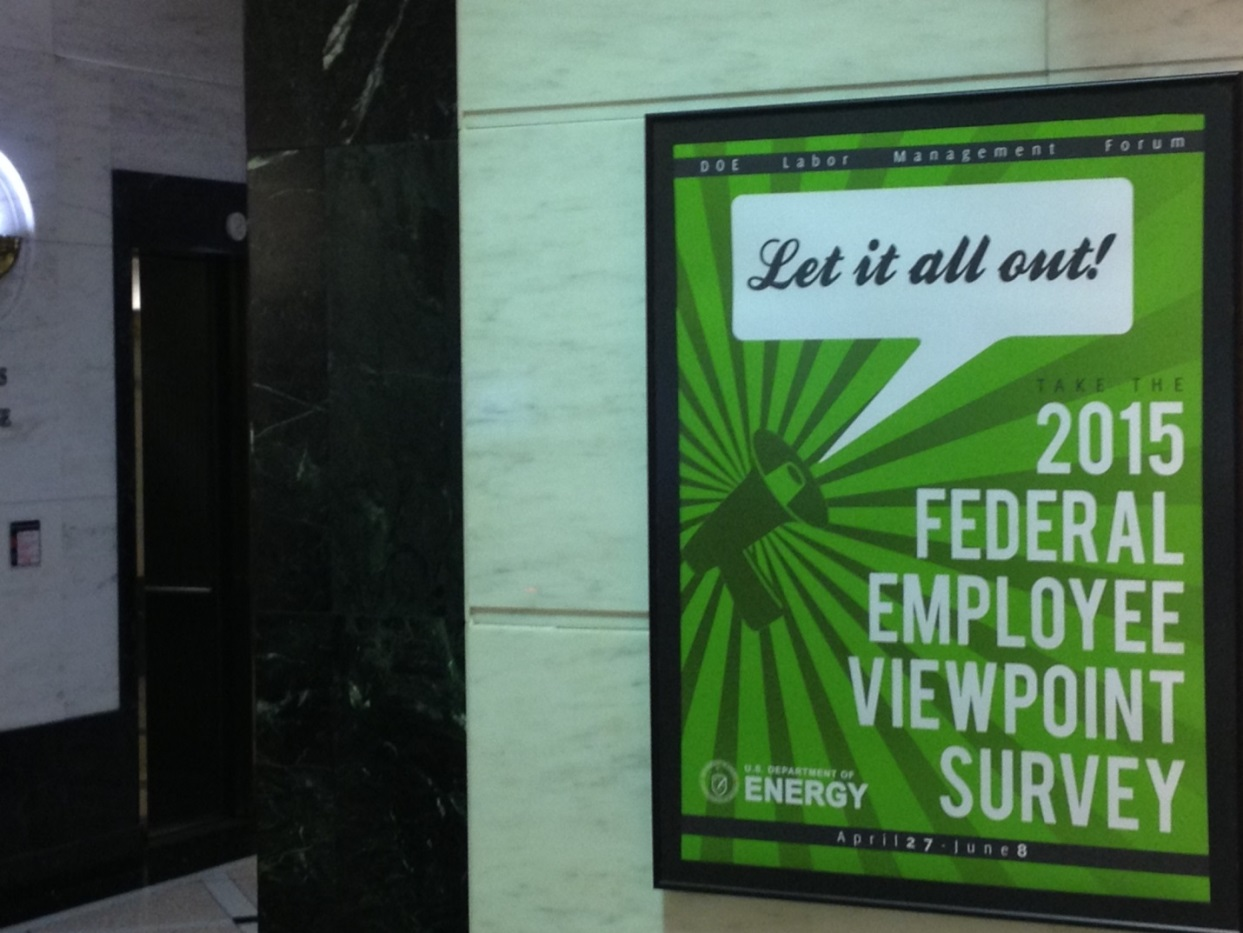 DOE Labor Management Forum
Let it all out!
TAKE THE
2015
FEDERAL
EMPLOYEE
VIEWPOINT
SURVEY
U.S. DEPARTMENT OF
ENERGY
April 27 - June 8